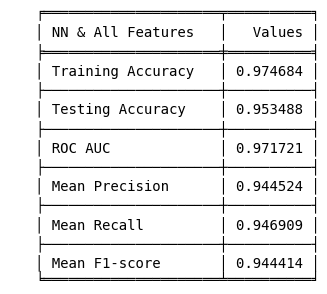 NN & All Features Values
Training Accuracy 0.974684
Testing Accuracy 0.953488
ROC AUC 0.971721
Mean Precision 0.944524
Mean Recall 0.946909
Mean F1-score 0.944414